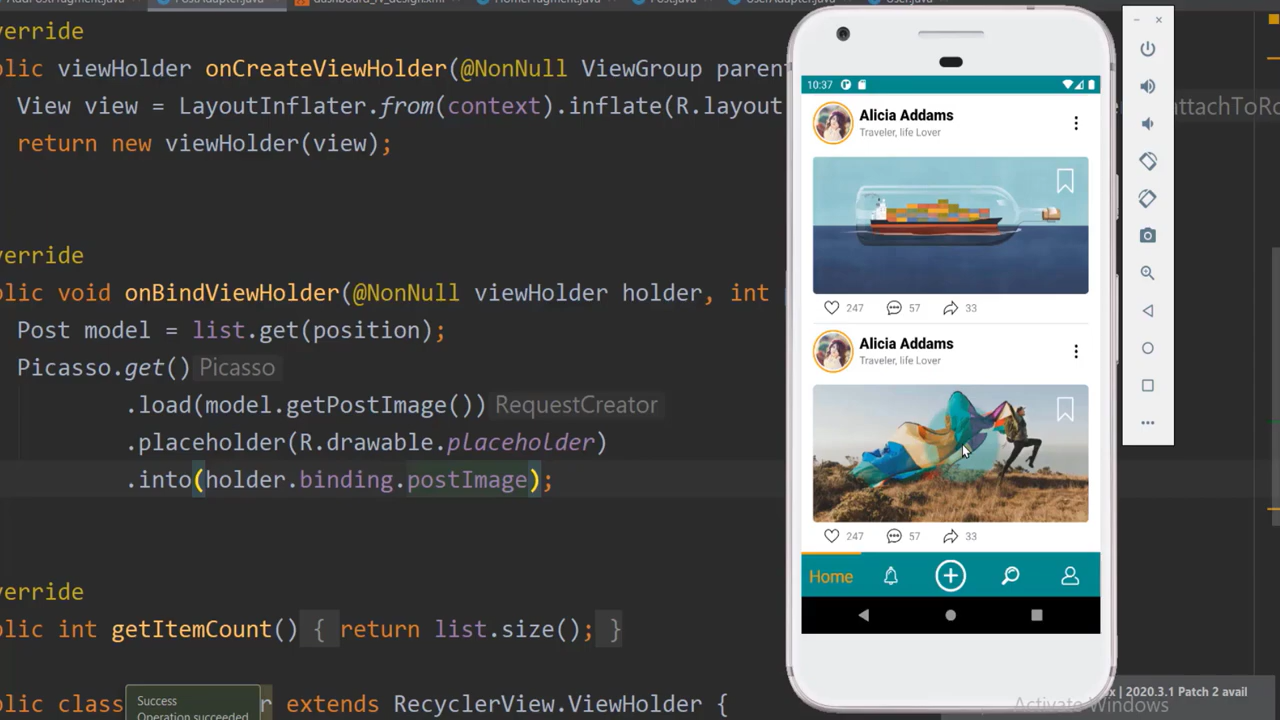 PostAdapter.java
verride
blic viewHolder onCreateViewHolder(@NonNull ViewGroup parent
View view = LayoutInflater.from(context).inflate(R.layout
attachToRo
return new viewHolder(view);
verride
blic void onBindViewHolder(@NonNull viewHolder holder, int
Post model = list.get(position);
Picasso.get() Picasso
.load(model.getPostImage()) RequestCreator
.placeholder(R.drawable.placeholder)
.into(holder.binding.postImage);
verride
blic int getItemCount() { return list.size(); }
blic class
r extends RecyclerView.ViewHolder {
Success
Operation succeeded
10:37
Alicia Addams
Traveler, life Lover
247 57 33
Alicia Addams
Traveler, life Lover
247 57 33
Home
x | 2020.3.1 Patch 2 avail
Activate Windows